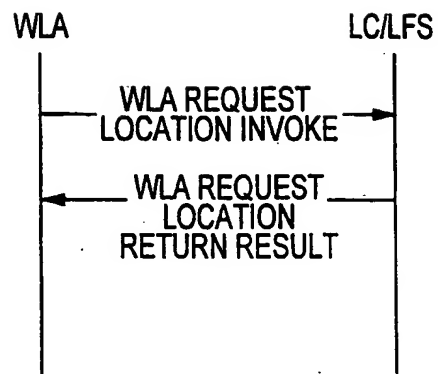 WLA LC/LFS
WLA REQUEST
LOCATION INVOKE
WLA REQUEST
LOCATION
RETURN RESULT